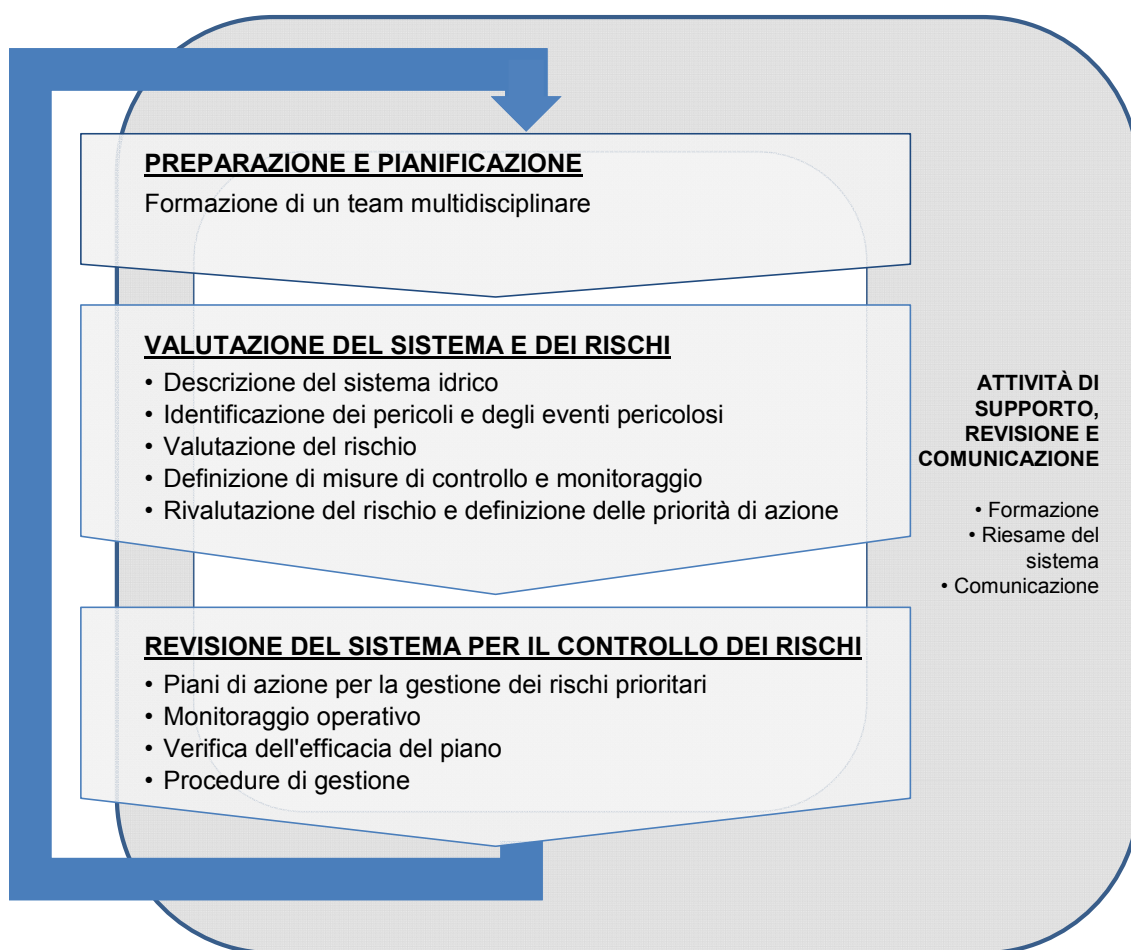 PREPARAZIONE E PIANIFICAZIONE
Formazione di un team multidisciplinare
VALUTAZIONE DEL SISTEMA E DEI RISCHI
• Descrizione del sistema idrico
• Identificazione dei pericoli e degli eventi pericolosi
• Valutazione del rischio
• Definizione di misure di controllo e monitoraggio
• Rivalutazione del rischio e definizione delle priorità di azione
REVISIONE DEL SISTEMA PER IL CONTROLLO DEI RISCHI
• Piani di azione per la gestione dei rischi prioritari
• Monitoraggio operativo
• Verifica dell'efficacia del piano
• Procedure di gestione
ATTIVITÀ DI
SUPPORTO,
REVISIONE E
COMUNICAZIONE
• Formazione
• Riesame del
sistema
• Comunicazione